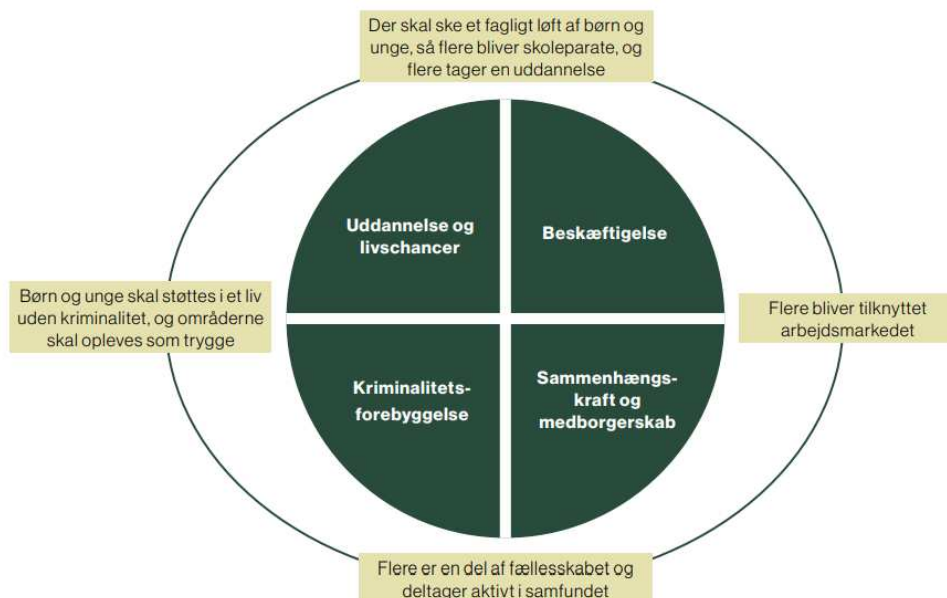 Der skal ske et fagligt løft af børn og
unge, så flere bliver skoleparate, og
flere tager en uddannelse
Uddannelse og
livschancer
Beskæftigelse
Børn og unge skal støttes i et liv
uden kriminalitet, og områderne
skal opleves som trygge
Flere bliver tilknyttet
arbejdsmarkedet
Kriminalitets-
forebyggelse
Sammenhængs-
kraft og
medborgerskab
Flere er en del af fællesskabet og
deltager aktivt i samfundet